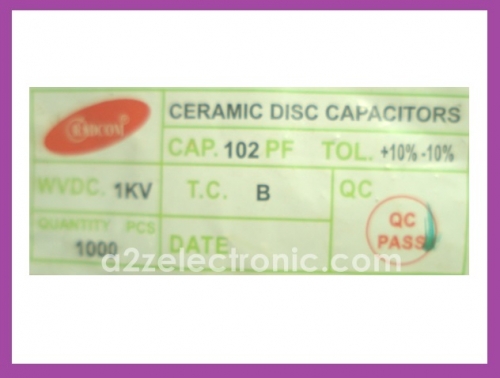 RADCOM
CERAMIC DISC CAPACITORS
CAP. 102 PF TOL. +10% -10%
WVDC. 1KV T.C. B QC
QUANTITY PCS
1000
DATE
QC
PASS
a2zelectronic.com